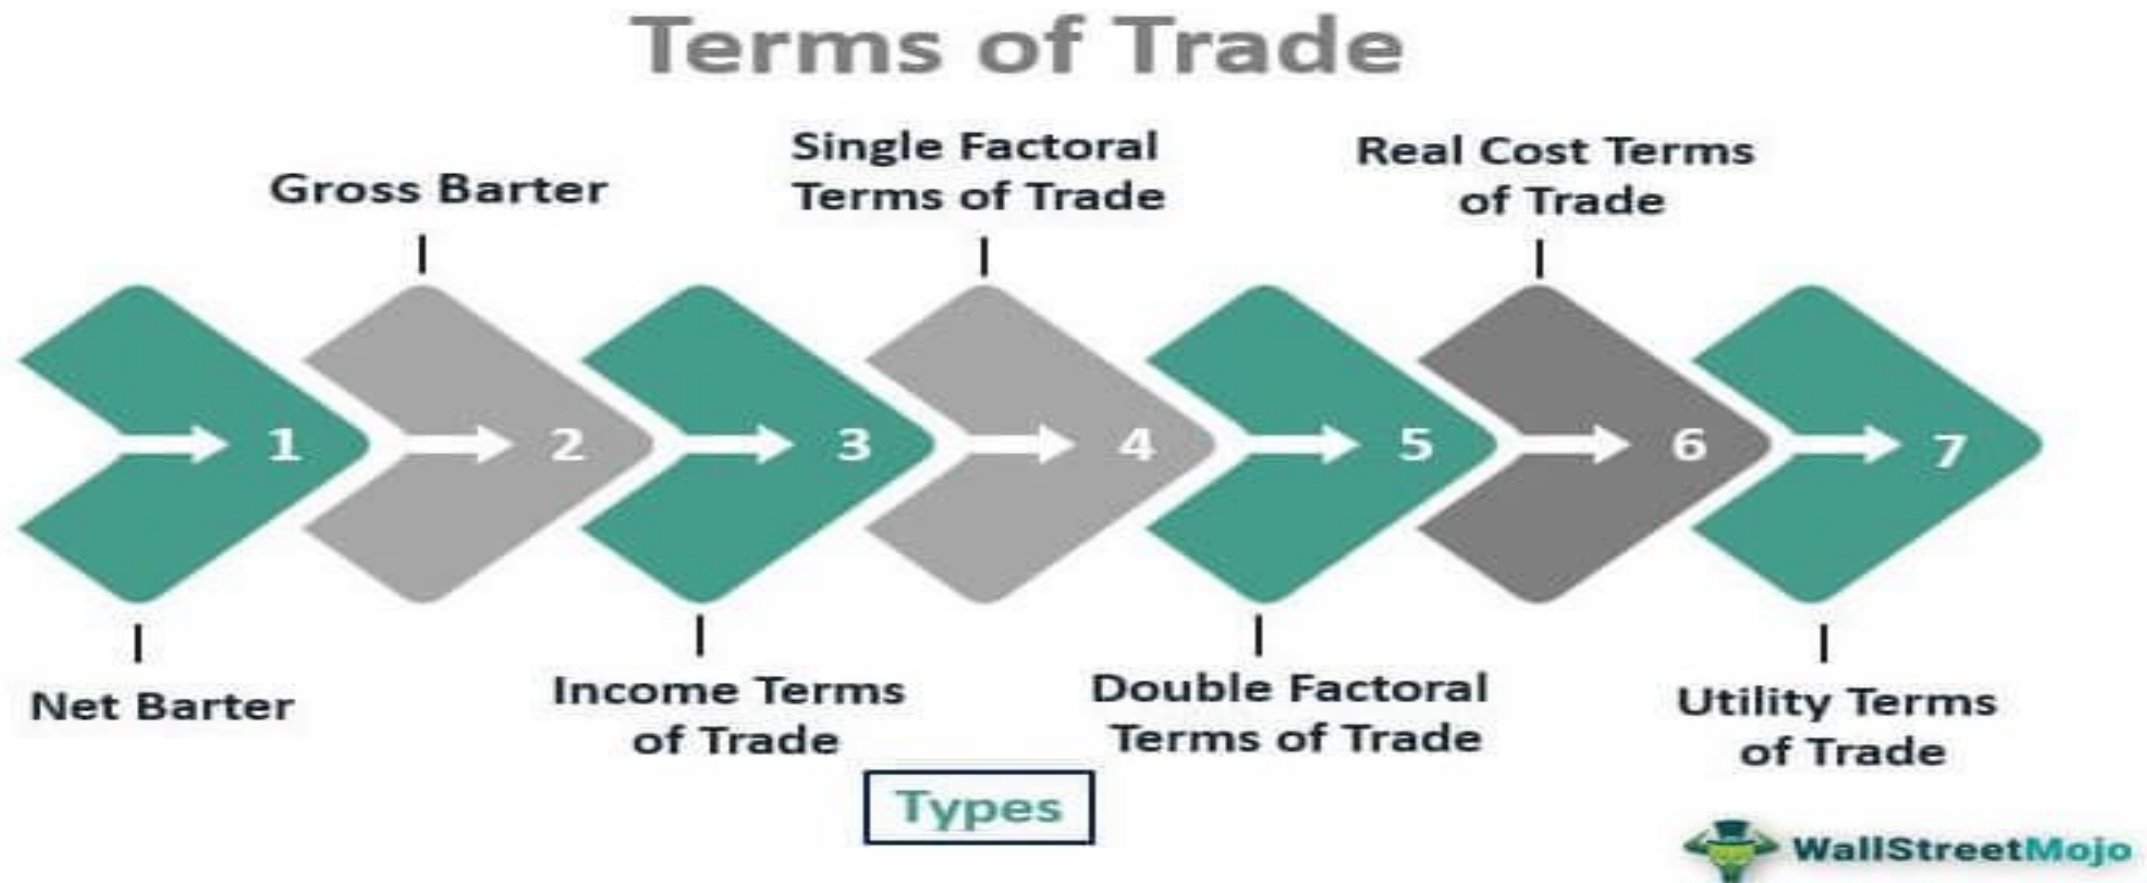 Terms of Trade
Gross Barter
Single Factoral
Terms of Trade
Real Cost Terms
of Trade
1
2
3
4
5
6
7
Net Barter
Income Terms
of Trade
Double Factoral
Terms of Trade
Utility Terms
of Trade
Types
WallStreetMojo